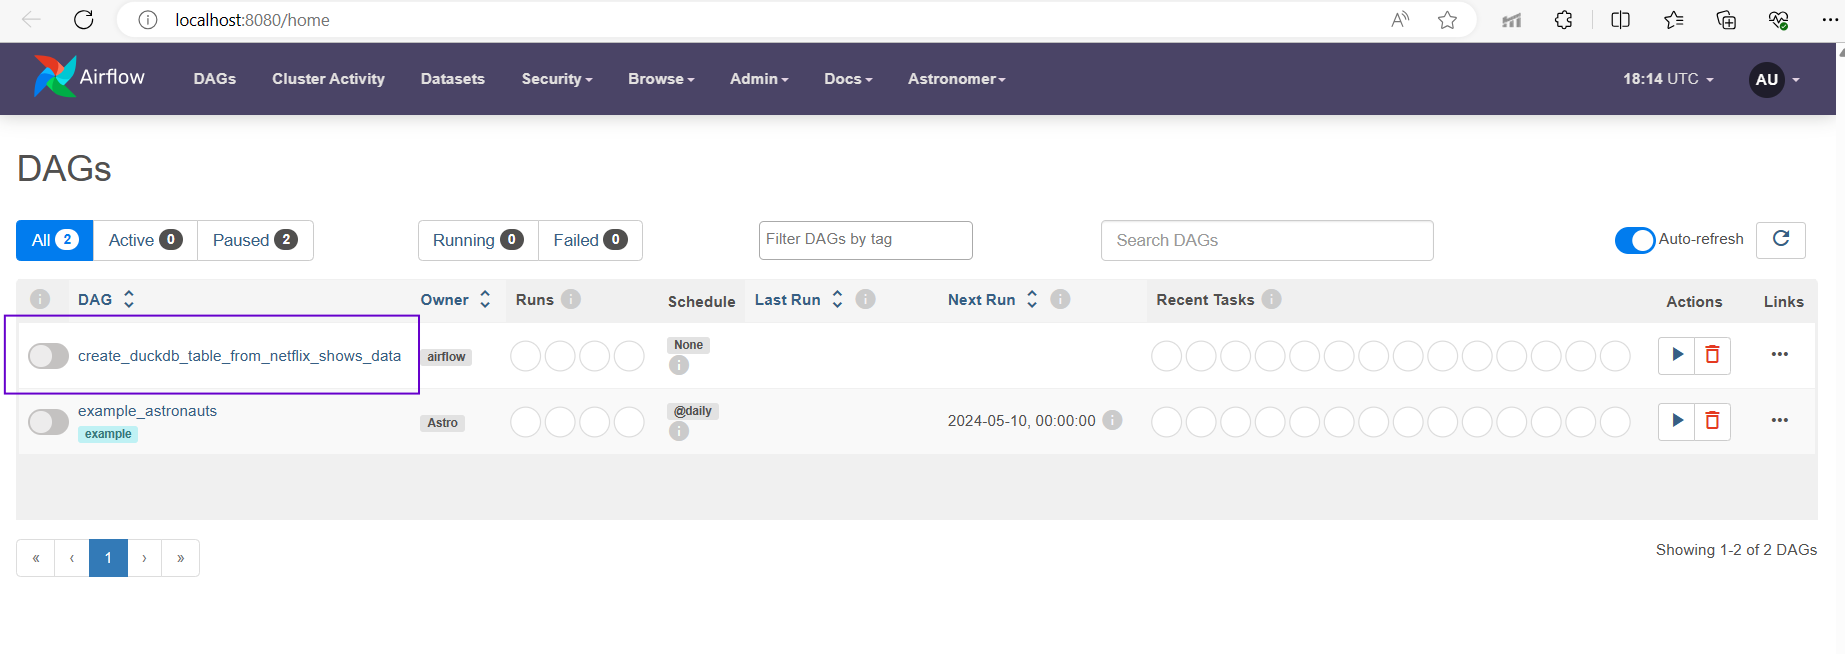 localhost:8080/home
Airflow DAGs Cluster Activity Datasets Security Browse Admin Docs Astronomer 18:14 UTC AU
DAGs
All 2 Active 0 Paused 2 Running 0 Failed 0 Filter DAGs by tag Search DAGs Auto-refresh
i DAG Owner Runs i Schedule Last Run i Next Run i Recent Tasks i Actions Links
create_duckdb_table_from_netflix_shows_data airflow None i
example_astronauts Astro @daily i 2024-05-10, 00:00:00 i
example
« ‹ 1 › » Showing 1-2 of 2 DAGs